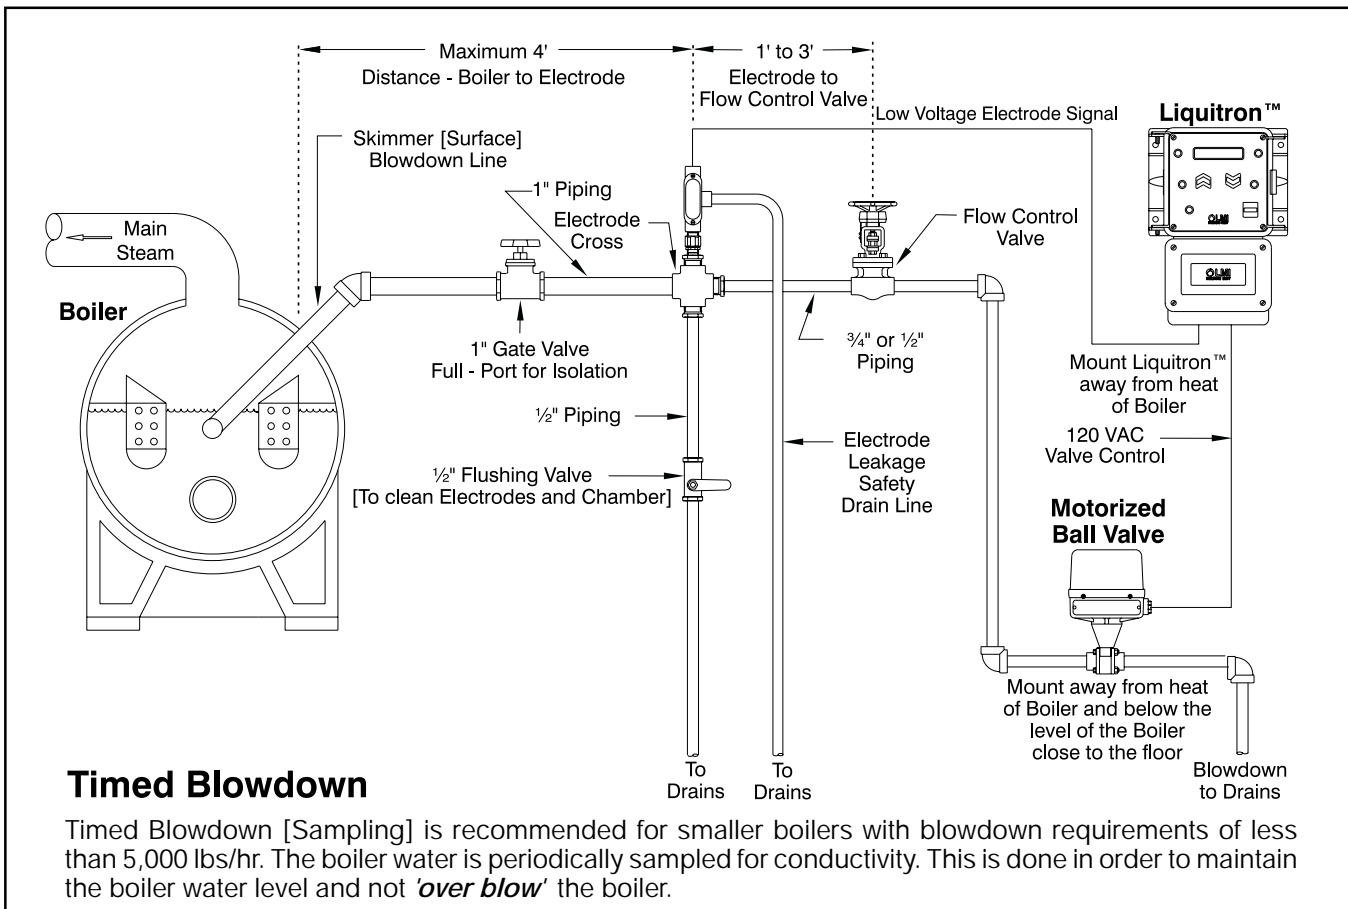 Maximum 4'
Distance - Boiler to Electrode
1' to 3'
Electrode to
Flow Control Valve
Low Voltage Electrode Signal
Liquitron™
Skimmer [Surface]
Blowdown Line
1" Piping
Electrode
Cross
Flow Control
Valve
Main
Steam
Boiler
LMI
LMI
1" Gate Valve
Full - Port for Isolation
¾" or ½"
Piping
Mount Liquitron™
away from heat
of Boiler
½" Piping
120 VAC
Valve Control
Electrode
Leakage
Safety
Drain Line
½" Flushing Valve
[To clean Electrodes and Chamber]
Motorized
Ball Valve
Mount away from heat
of Boiler and below the
level of the Boiler
close to the floor
To
Drains
To
Drains
Blowdown
to Drains
Timed Blowdown
Timed Blowdown [Sampling] is recommended for smaller boilers with blowdown requirements of less
than 5,000 lbs/hr. The boiler water is periodically sampled for conductivity. This is done in order to maintain
the boiler water level and not 'over blow' the boiler.